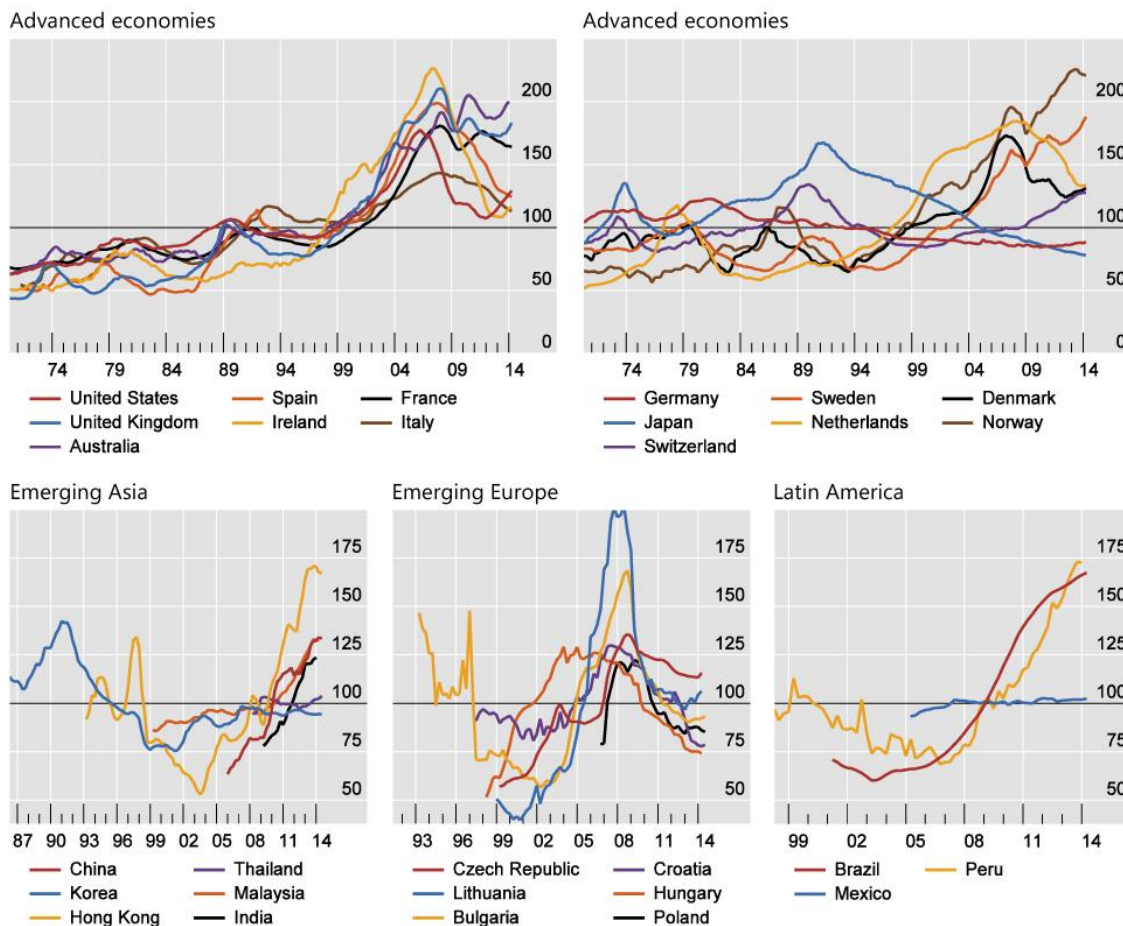 Advanced economies
200
150
100
50
0
74 79 84 89 94 99 04 09 14
United States Spain France
United Kingdom Ireland Italy
Australia
Advanced economies
200
150
100
50
0
74 79 84 89 94 99 04 09 14
Germany Sweden Denmark
Japan Netherlands Norway
Switzerland
Emerging Asia
175
150
125
100
75
50
87 90 93 96 99 02 05 08 11 14
China Thailand
Korea Malaysia
Hong Kong India
Emerging Europe
175
150
125
100
75
50
93 96 99 02 05 08 11 14
Czech Republic Croatia
Lithuania Hungary
Bulgaria Poland
Latin America
175
150
125
100
75
50
99 02 05 08 11 14
Brazil Peru
Mexico